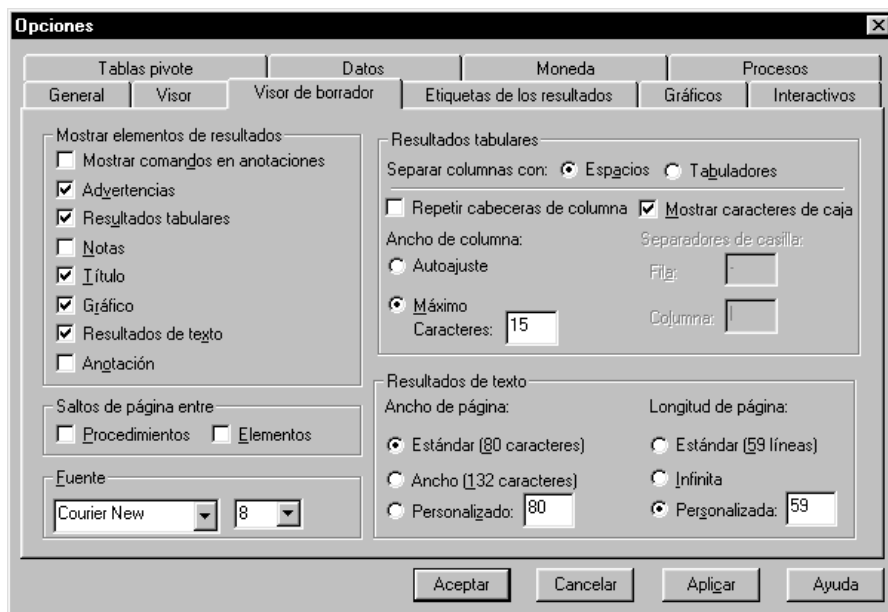 Opciones
Tablas pivote Datos Moneda Procesos
General Visor Visor de borrador Etiquetas de los resultados Gráficos Interactivos
Mostrar elementos de resultados
Mostrar comandos en anotaciones
Advertencias
Resultados tabulares
Notas
Título
Gráfico
Resultados de texto
Anotación
Saltos de página entre
Procedimientos Elementos
Fuente
Courier New 8
Resultados tabulares
Separar columnas con: Espacios Tabuladores
Repetir cabeceras de columna Mostrar caracteres de caja
Ancho de columna:
Autoajuste
Máximo
Caracteres: 15
Separadores de casilla:
Fila: -
Columna: |
Resultados de texto
Ancho de página:
Estándar (80 caracteres)
Ancho (132 caracteres)
Personalizado: 80
Longitud de página:
Estándar (59 líneas)
Infinita
Personalizada: 59
Aceptar Cancelar Aplicar Ayuda